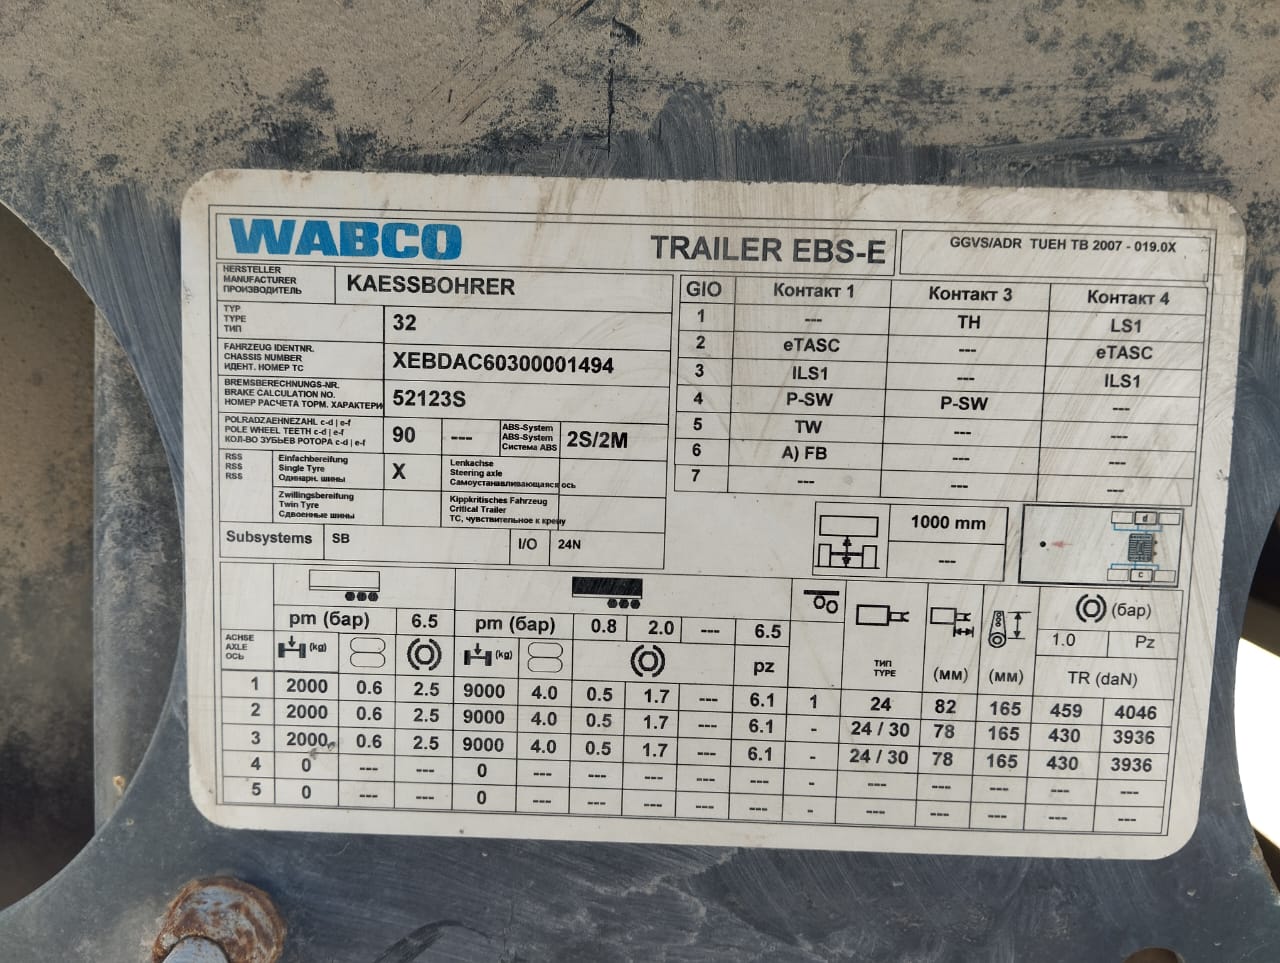 WABCO
TRAILER EBS-E
GGVS/ADR TUEH TB 2007 - 019.0X
HERSTELLER
MANUFACTURER
ПРОИЗВОДИТЕЛЬ
KAESSBOHRER
TYP
TYPE
ТИП
32
FAHRZEUG IDENTNR.
CHASSIS NUMBER
ИДЕНТ. НОМЕР ТС
XEBDAC60300001494
BREMSBERECHNUNGS-NR.
BRAKE CALCULATION NO.
НОМЕР РАСЧЕТА ТОРМ. ХАРАКТЕРИ
52123S
POLRADZAEHNEZAHL c-d | e-f
POLE WHEEL TEETH c-d | e-f
КОЛ-ВО ЗУБЬЕВ РОТОРА c-d | e-f
90 ---
ABS-System
ABS-System
Система ABS
2S/2M
RSS
RSS
RSS
Einfachbereifung
Single Tyre
Одинарн. шины
X
Lenkachse
Steering axle
Самоустанавливающаяся ось
Zwillingsbereifung
Twin Tyre
Сдвоенные шины
Kippkritisches Fahrzeug
Critical Trailer
ТС, чувствительное к крену
Subsystems SB I/O 24N
GIO Контакт 1 Контакт 3 Контакт 4
1 --- TH LS1
2 eTASC --- eTASC
3 ILS1 --- ILS1
4 P-SW P-SW ---
5 TW --- ---
6 A) FB --- ---
7 --- --- ---
1000 mm
---
d
c
pm (бар) 6.5 pm (бар) 0.8 2.0 --- 6.5
ACHSE
AXLE
ОСЬ
(kg) (kg) pz
ТИП
TYPE
(мм) (мм)
(бар)
1.0 Pz
TR (daN)
1 2000 0.6 2.5 9000 4.0 0.5 1.7 --- 6.1 1 24 82 165 459 4046
2 2000 0.6 2.5 9000 4.0 0.5 1.7 --- 6.1 - 24 / 30 78 165 430 3936
3 2000 0.6 2.5 9000 4.0 0.5 1.7 --- 6.1 - 24 / 30 78 165 430 3936
4 0 --- --- 0 --- --- --- --- --- - --- --- --- --- ---
5 0 --- --- 0 --- --- --- --- --- - --- --- --- --- ---